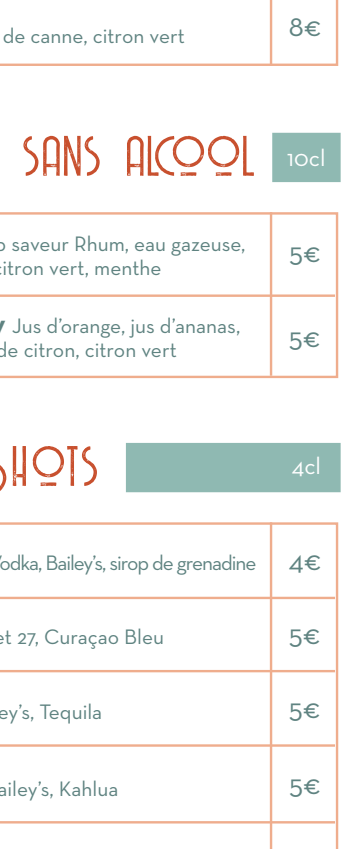 de canne, citron vert 8€
SANS ALCOOL 10cl
saveur Rhum, eau gazeuse, 5€
citron vert, menthe
Jus d'orange, jus d'ananas, 5€
de citron, citron vert
SHOTS 4cl
Vodka, Bailey's, sirop de grenadine 4€
et 27, Curaçao Bleu 5€
ey's, Tequila 5€
ailey's, Kahlua 5€